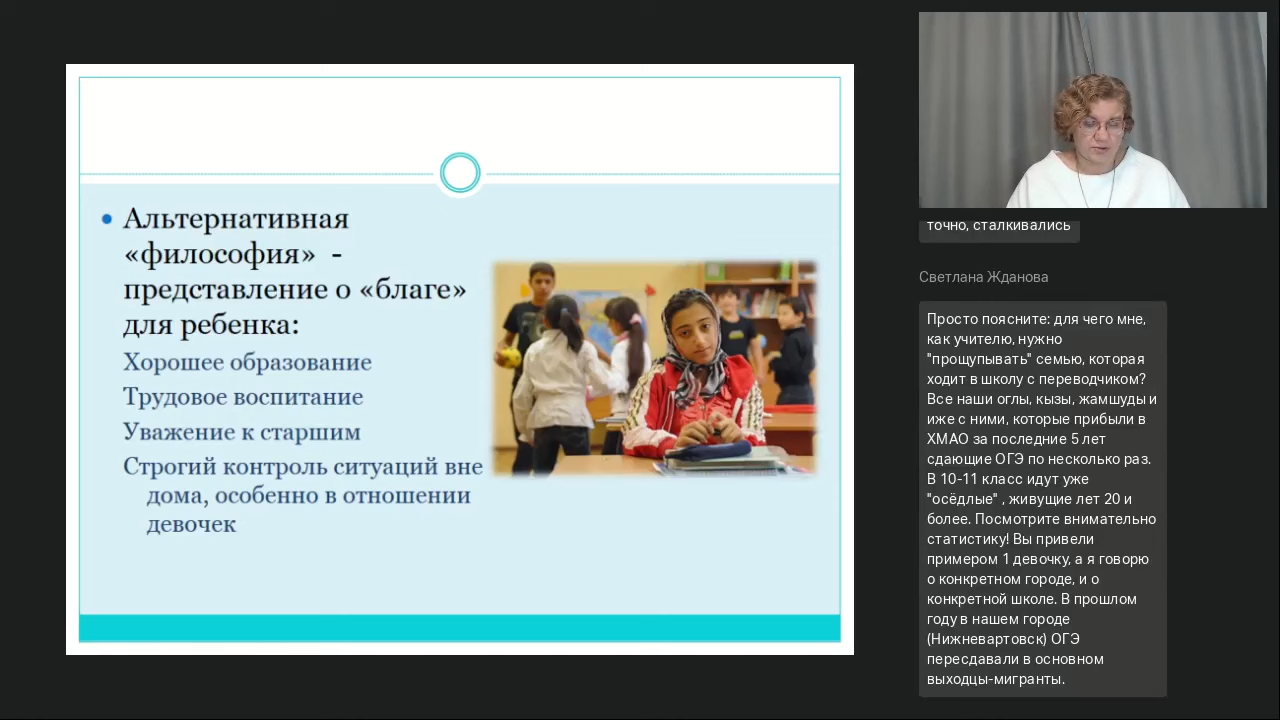 Альтернативная
«философия» -
представление о «благе»
для ребенка:
Хорошее образование
Трудовое воспитание
Уважение к старшим
Строгий контроль ситуаций вне
дома, особенно в отношении
девочек
точно, сталкивались
Светлана Жданова
Просто поясните: для чего мне,
как учителю, нужно
"прощупывать" семью, которая
ходит в школу с переводчиком?
Все наши оглы, кызы, жамшуды и
иже с ними, которые прибыли в
ХМАО за последние 5 лет
сдающие ОГЭ по несколько раз.
В 10-11 класс идут уже
"осёдлые" , живущие лет 20 и
более. Посмотрите внимательно
статистику! Вы привели
примером 1 девочку, а я говорю
о конкретном городе, и о
конкретной школе. В прошлом
году в нашем городе
(Нижневартовск) ОГЭ
пересдавали в основном
выходцы-мигранты.